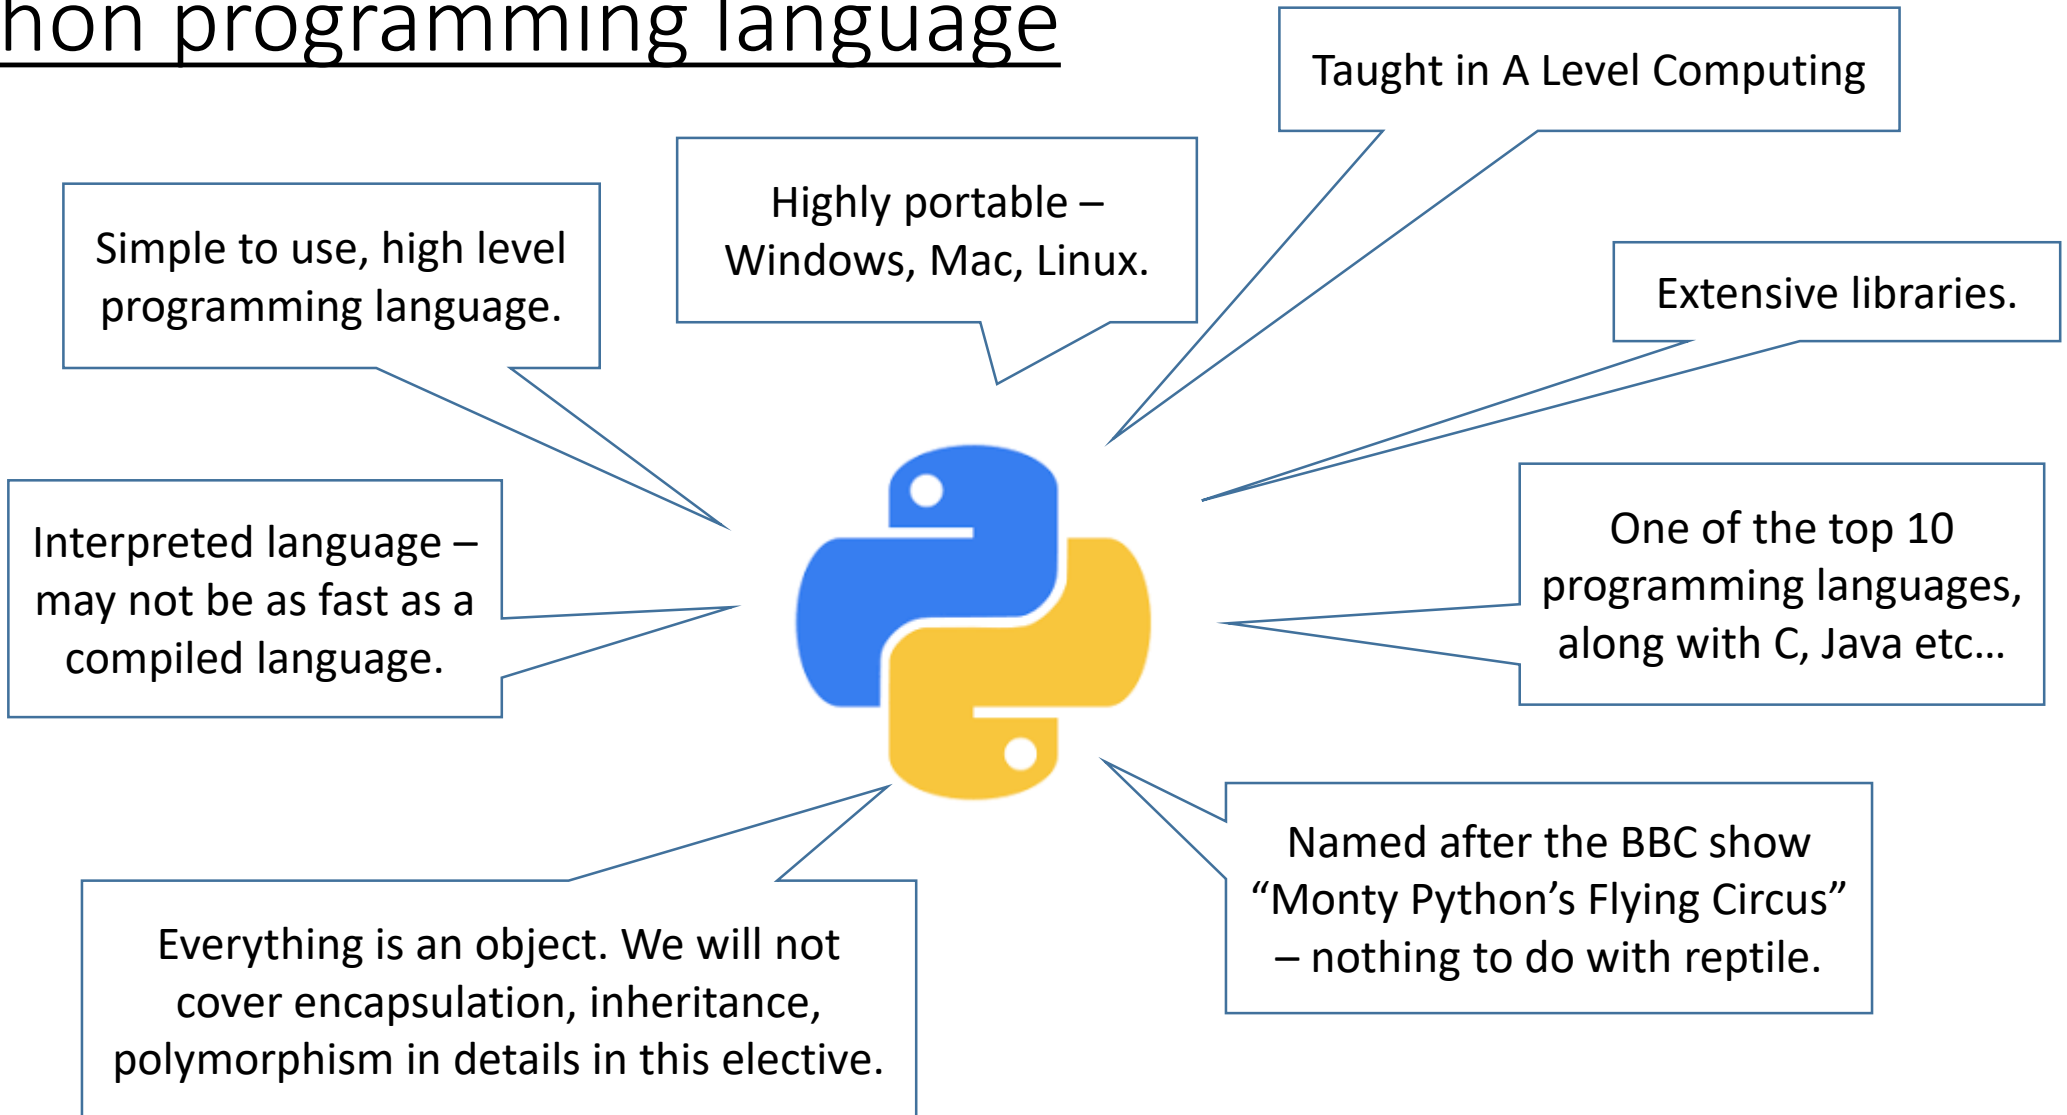 hon programming language
Taught in A Level Computing
Highly portable –
Windows, Mac, Linux.
Simple to use, high level
programming language.
Extensive libraries.
Interpreted language –
may not be as fast as a
compiled language.
One of the top 10
programming languages,
along with C, Java etc…
Named after the BBC show
“Monty Python’s Flying Circus”
– nothing to do with reptile.
Everything is an object. We will not
cover encapsulation, inheritance,
polymorphism in details in this elective.